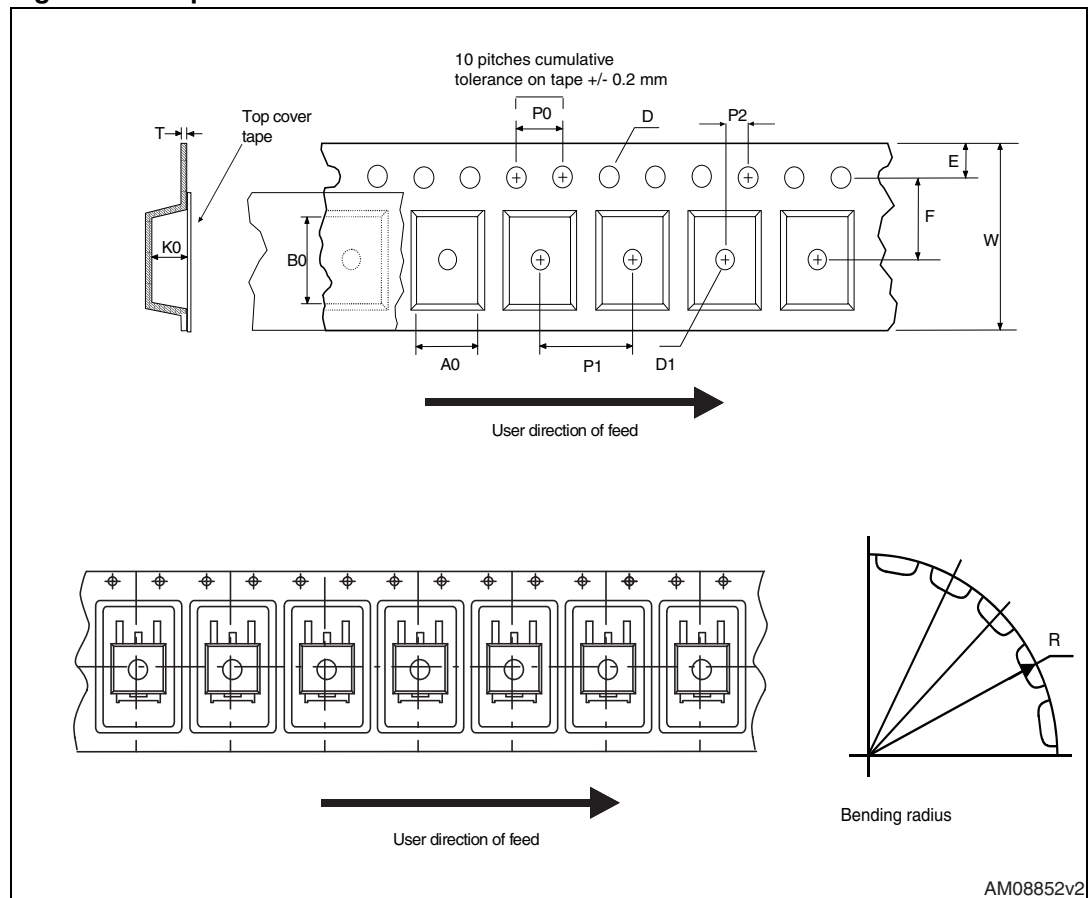 10 pitches cumulative
tolerance on tape +/- 0.2 mm
Top cover
tape
T
P0
D
P2
E
F
W
K0
B0
A0
P1
D1
User direction of feed
R
Bending radius
User direction of feed
AM08852v2